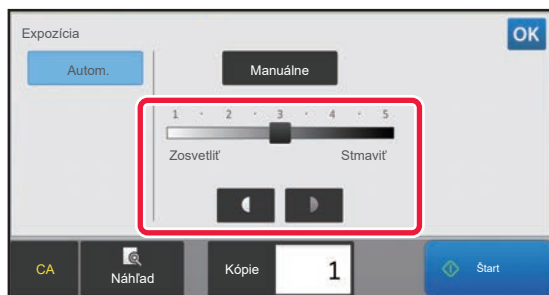 Expozícia
OK
Autom.
Manuálne
1 · 2 · 3 · 4 · 5
Zosvetliť Stmaviť
CA
Náhľad
Kópie
1
Štart